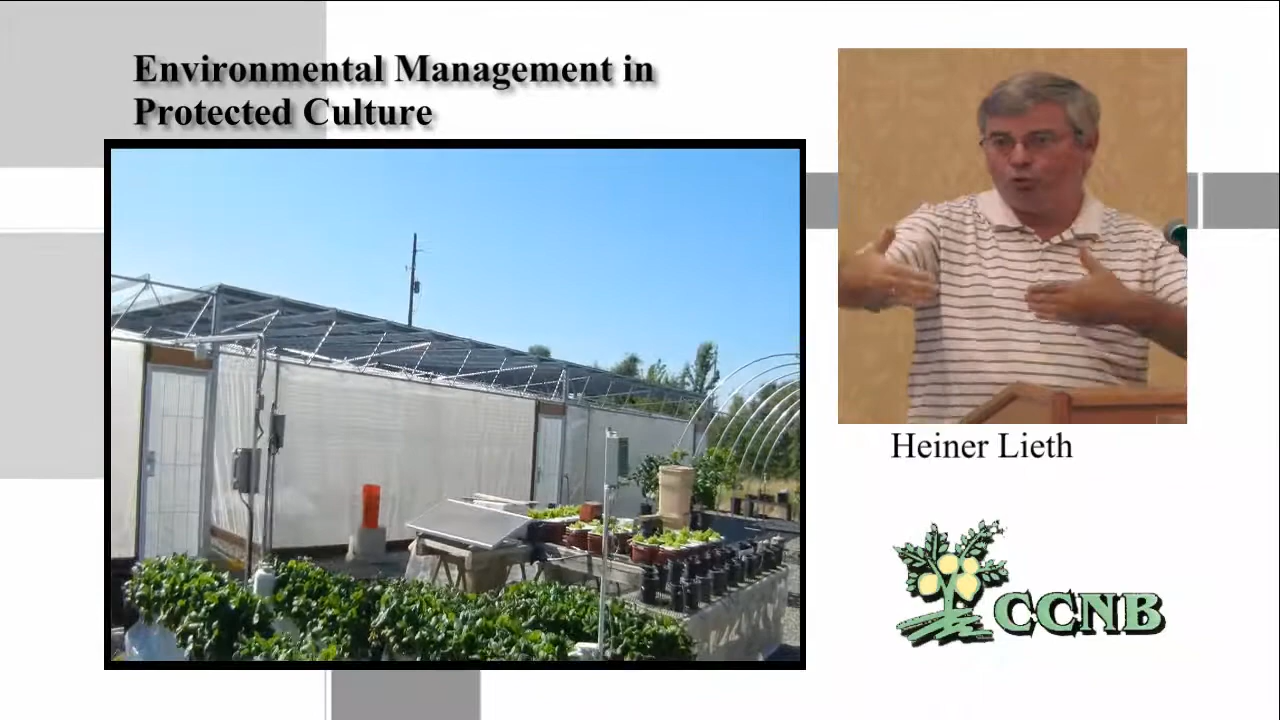 Environmental Management in
Protected Culture
Heiner Lieth
CCNB